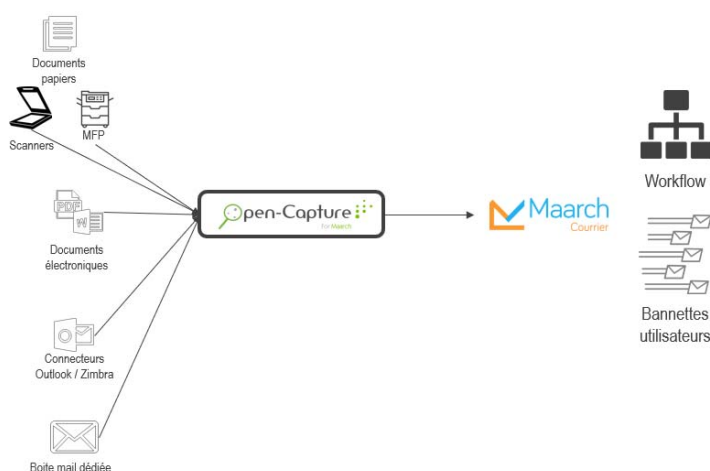 Documents
papiers
Scanners
MFP
PDF
W
Documents
électroniques
Connecteurs
Outlook / Zimbra
Boite mail dédiée
Open-Capture
For Maarch
Maarch
Courrier
Workflow
Bannettes
utilisateurs